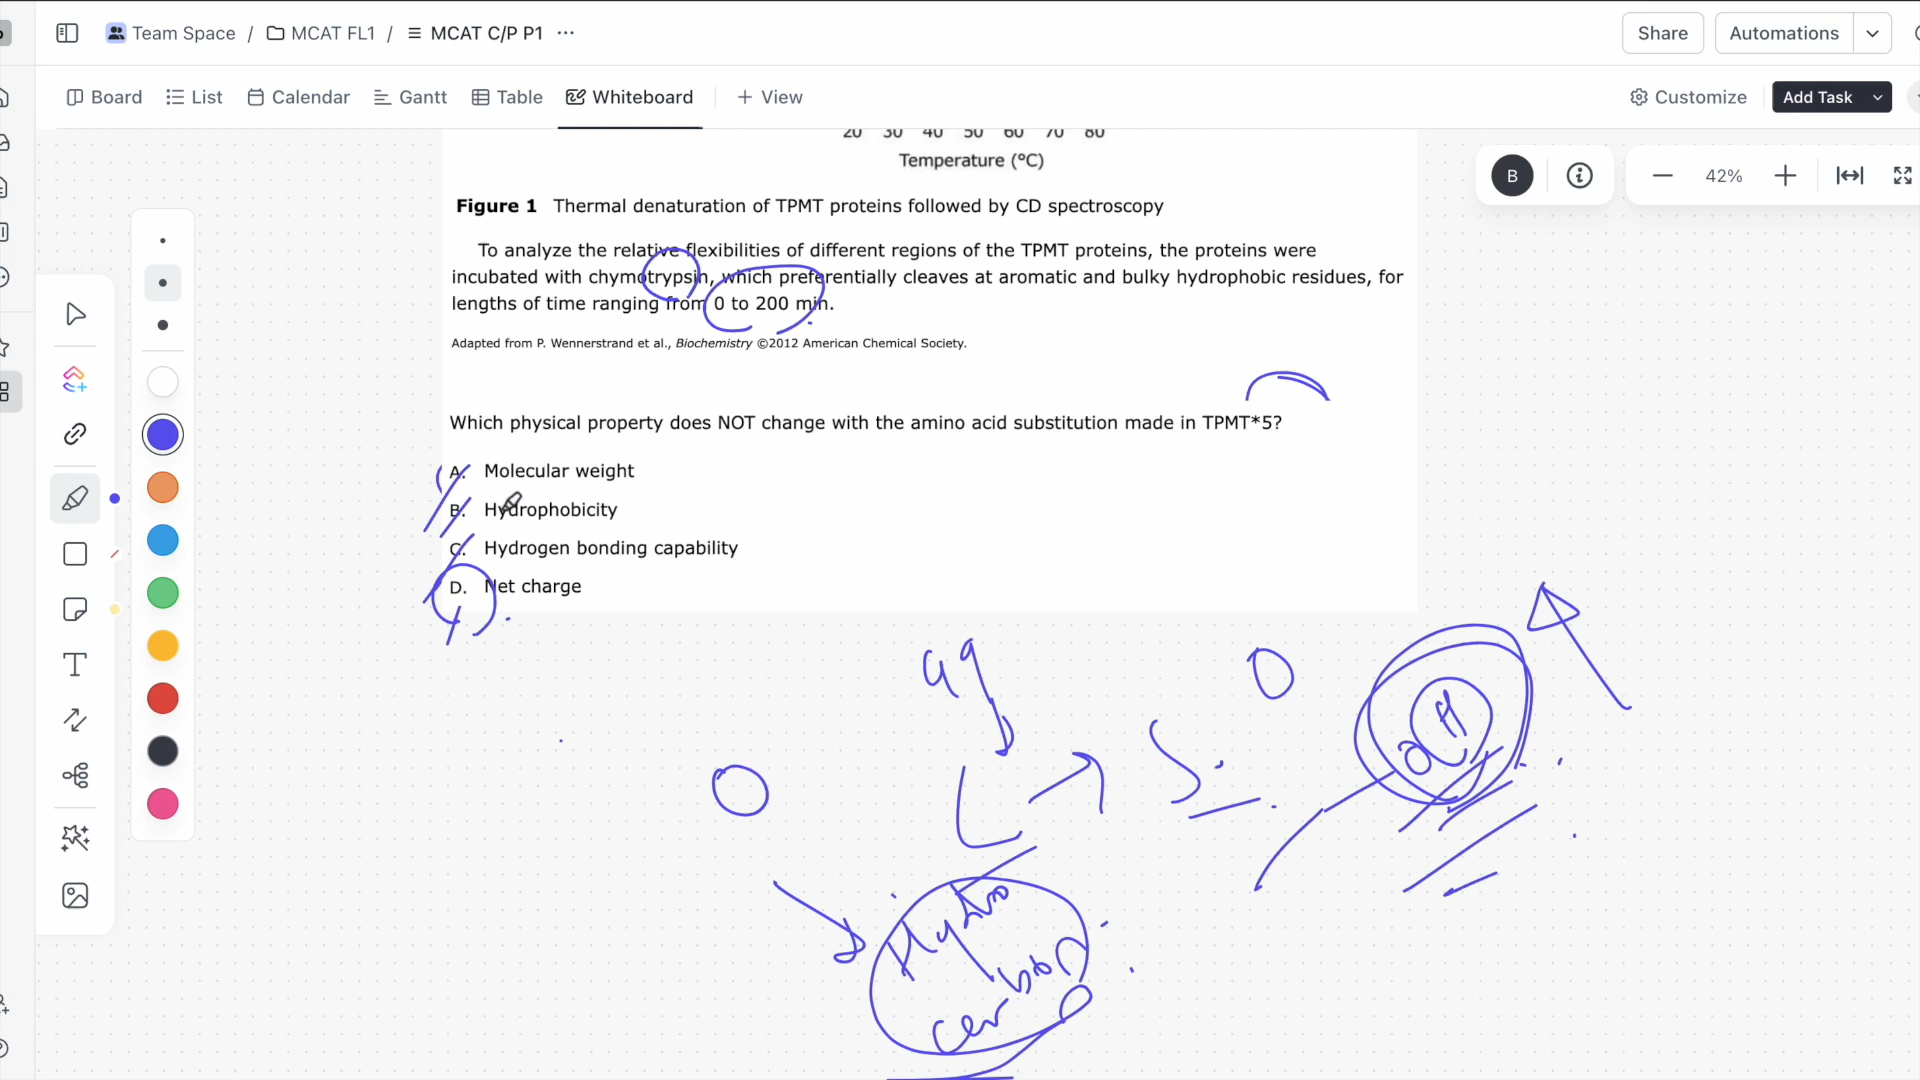 Team Space / MCAT FL1 / MCAT C/P P1 ...
Share
Automations
Board
List
Calendar
Gantt
Table
Whiteboard
+ View
Customize
Add Task
20 30 40 50 60 70 80
Temperature (°C)
B
42%
Figure 1 Thermal denaturation of TPMT proteins followed by CD spectroscopy
To analyze the relative flexibilities of different regions of the TPMT proteins, the proteins were
incubated with chymotrypsin, which preferentially cleaves at aromatic and bulky hydrophobic residues, for
lengths of time ranging from 0 to 200 min.
Adapted from P. Wennerstrand et al., Biochemistry ©2012 American Chemical Society.
Which physical property does NOT change with the amino acid substitution made in TPMT*5?
A. Molecular weight
B. Hydrophobicity
C. Hydrogen bonding capability
D. Net charge
49
O
O
L → S
OH
Hydro
T